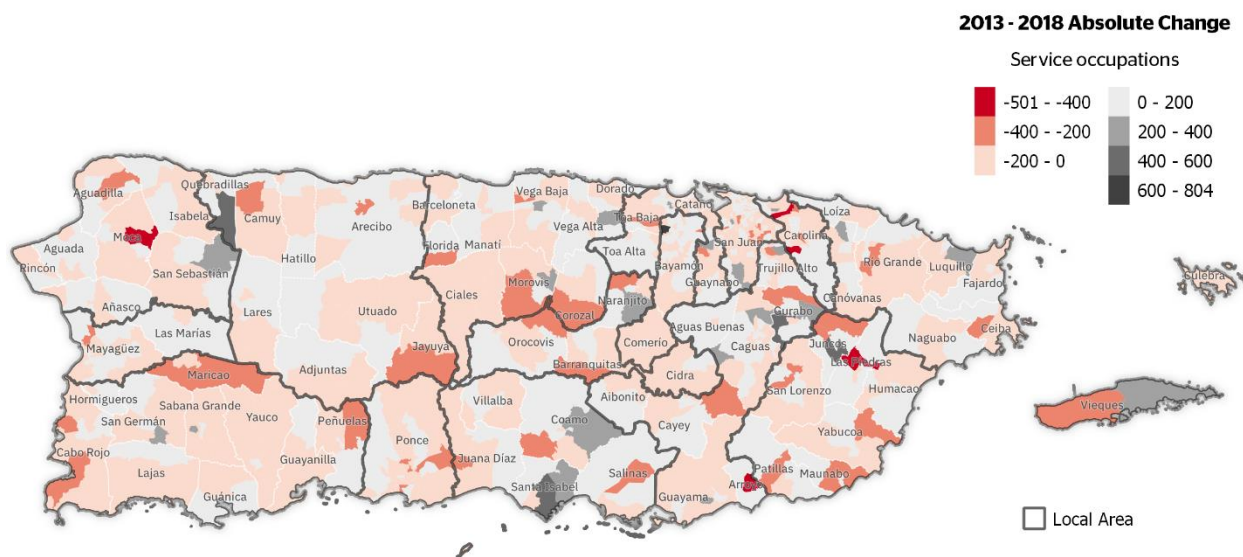 2013 - 2018 Absolute Change
Service occupations
-501 - -400
-400 - -200
-200 - 0
0 - 200
200 - 400
400 - 600
600 - 804
Quebradillas
Aguadilla
Isabela
Camuy
Arecibo
Barceloneta
Vega Baja
Dorado
Vega Alta
Toa Baja
Cataño
San Juan
Carolina
Loíza
Moca
Aguada
Rincón
San Sebastián
Hatillo
Florida
Manatí
Toa Alta
Bayamón
Guaynabo
Trujillo Alto
Río Grande
Luquillo
Fajardo
Culebra
Añasco
Lares
Utuado
Ciales
Morovis
Corozal
Naranjito
Canóvanas
Gurabo
Las Marías
Mayagüez
Aguas Buenas
Caguas
Juncos
Las Piedras
Naguabo
Ceiba
Orocovis
Comerío
Jayuya
Adjuntas
Maricao
Barranquitas
Cidra
San Lorenzo
Humacao
Hormigueros
Sabana Grande
Villalba
Aibonito
Vieques
San Germán
Yauco
Peñuelas
Coamo
Cayey
Yabucoa
Cabo Rojo
Lajas
Guayanilla
Ponce
Juana Díaz
Salinas
Patillas
Maunabo
Guánica
Santa Isabel
Guayama
Arroyo
Local Area